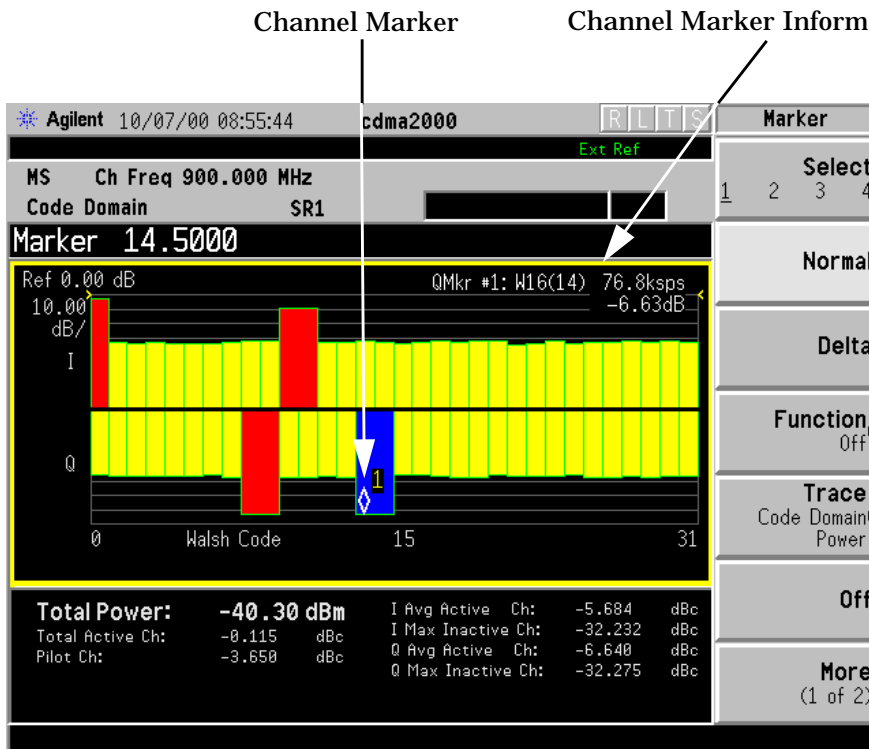 Channel Marker
Channel Marker Inform
Agilent 10/07/00 08:55:44 cdma2000 R L T S Marker
Ext Ref
MS Ch Freq 900.000 MHz
Code Domain SR1
Select
1 2 3 4
Marker 14.5000
Normal
Ref 0.00 dB QMkr #1: W16(14) 76.8ksps
-6.63dB
10.00
dB/
I
Delta
Function
Off
Q
1
Trace
Code Domain
Power
0 Walsh Code 15 31
Off
Total Power: -40.30 dBm
Total Active Ch: -0.115 dBc
Pilot Ch: -3.650 dBc
I Avg Active Ch: -5.684 dBc
I Max Inactive Ch: -32.232 dBc
Q Avg Active Ch: -6.640 dBc
Q Max Inactive Ch: -32.275 dBc
More
(1 of 2)